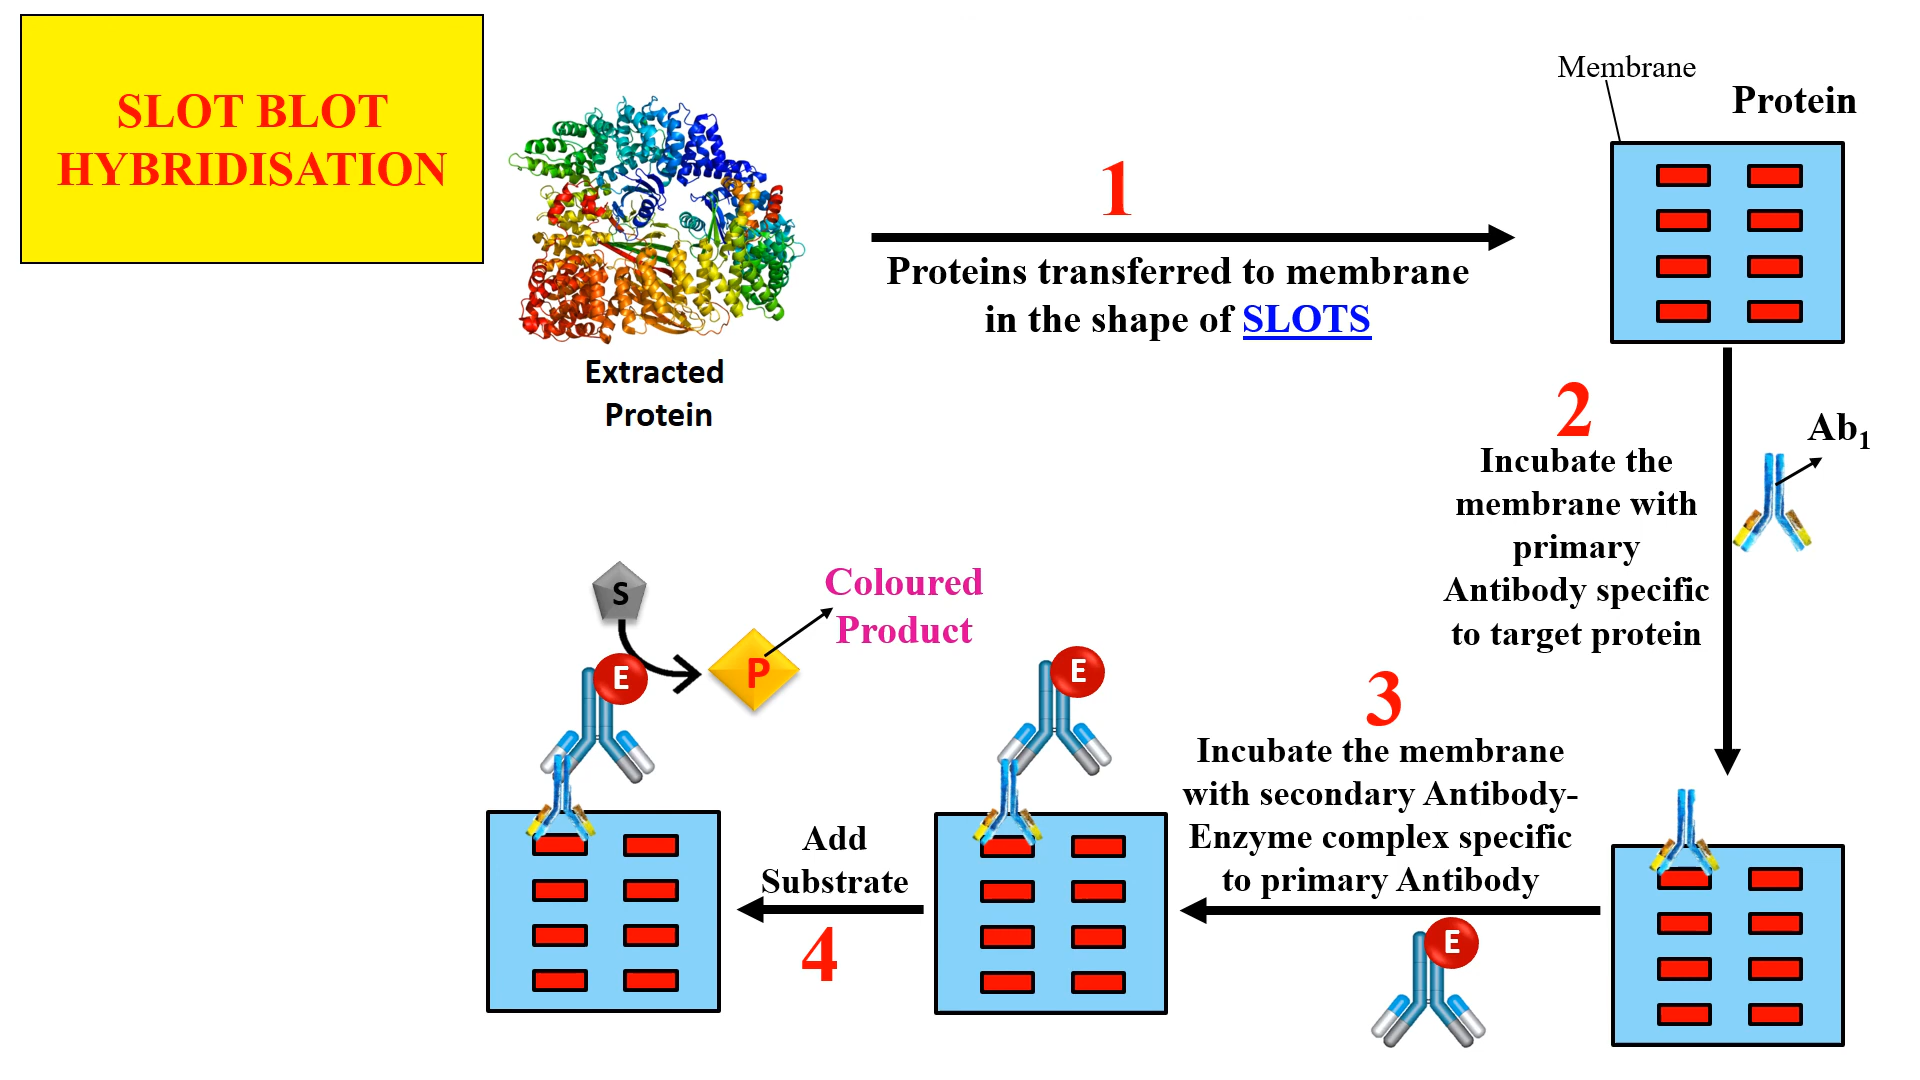 SLOT BLOT
HYBRIDISATION
Extracted
Protein
1
Proteins transferred to membrane
in the shape of SLOTS
Membrane
Protein
2
Incubate the
membrane with
primary
Antibody specific
to target protein
Ab₁
3
Incubate the membrane
with secondary Antibody-
Enzyme complex specific
to primary Antibody
E
E
Add
Substrate
4
S
E
P
Coloured
Product